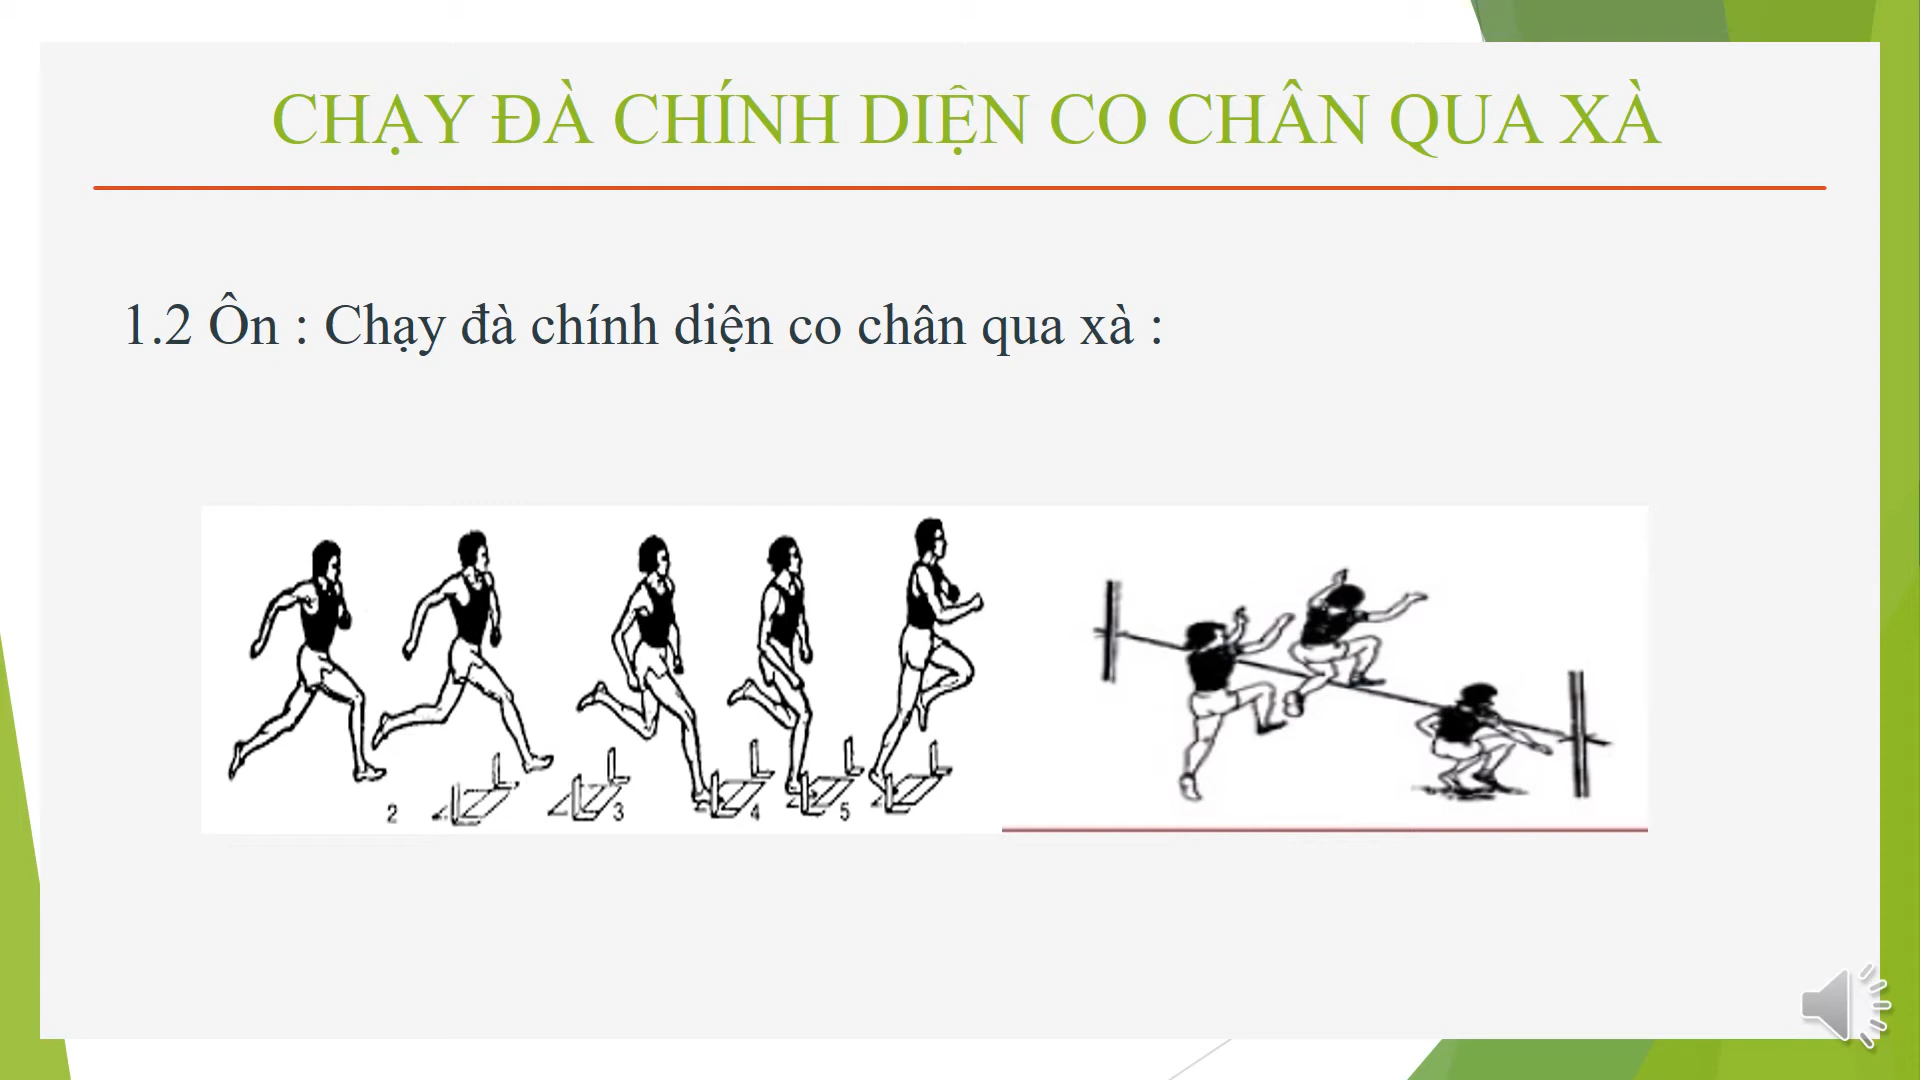 CHẠY ĐÀ CHÍNH DIỆN CO CHÂN QUA XÀ
1.2 Ôn : Chạy đà chính diện co chân qua xà :
2 3 4 5